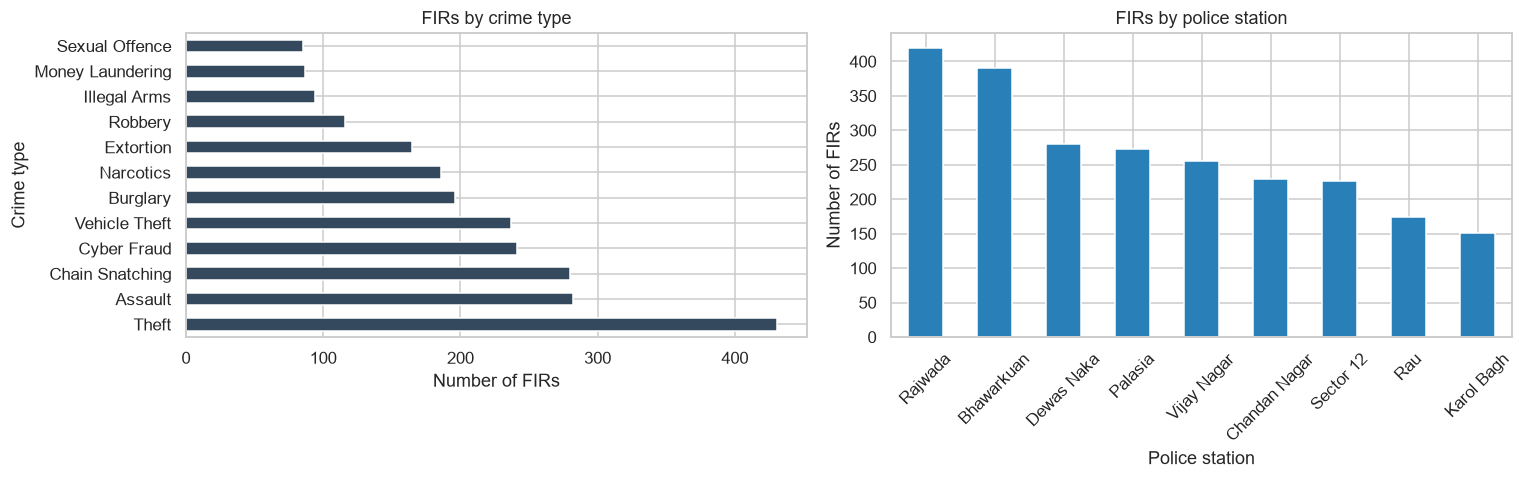 FIRs by crime type
Crime type
Sexual Offence
Money Laundering
Illegal Arms
Robbery
Extortion
Narcotics
Burglary
Vehicle Theft
Cyber Fraud
Chain Snatching
Assault
Theft
0 100 200 300 400
Number of FIRs
FIRs by police station
Number of FIRs
400
350
300
250
200
150
100
50
0
Rajwada
Bhawarkuan
Dewas Naka
Palasia
Vijay Nagar
Chandan Nagar
Sector 12
Rau
Karol Bagh
Police station